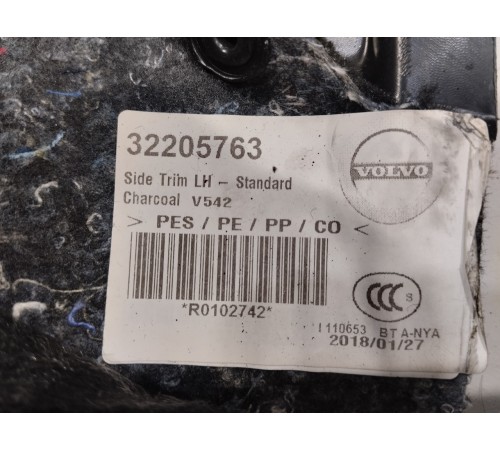 32205763
VOLVO
Side Trim LH - Standard
Charcoal V542
> PES / PE / PP / CO <
*R0102742*
CCC S
I110653 BT A-NYA
2018/01/27